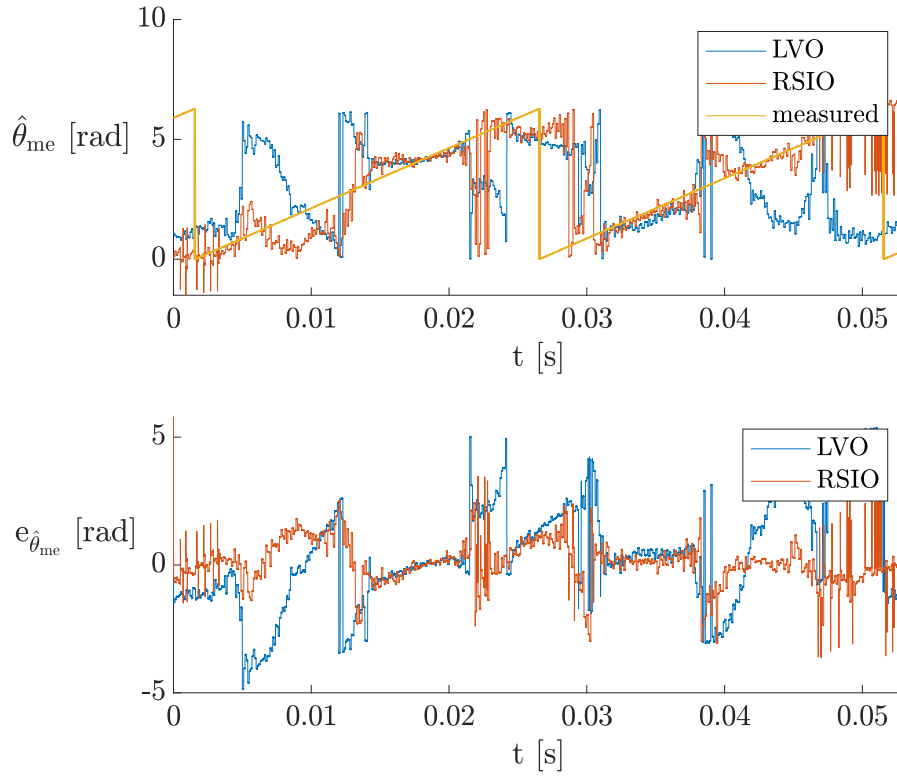 10
5
0
θ̂me [rad]
LVO
RSIO
measured
0
0.01
0.02
0.03
0.04
0.05
t [s]
5
0
-5
eθ̂me [rad]
LVO
RSIO
0
0.01
0.02
0.03
0.04
0.05
t [s]